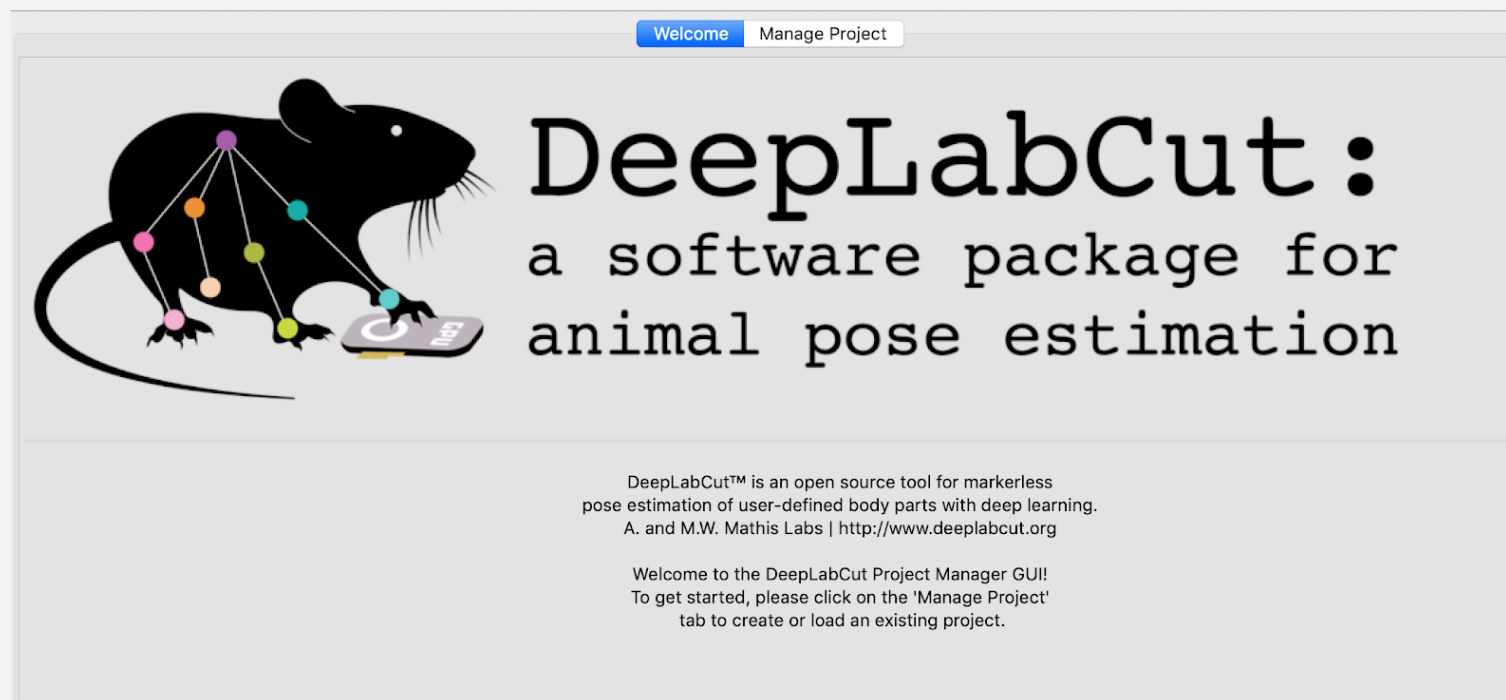 Welcome Manage Project
DeepLabCut:
a software package for
animal pose estimation
GPU
DeepLabCut™ is an open source tool for markerless
pose estimation of user-defined body parts with deep learning.
A. and M.W. Mathis Labs | http://www.deeplabcut.org
Welcome to the DeepLabCut Project Manager GUI!
To get started, please click on the 'Manage Project'
tab to create or load an existing project.